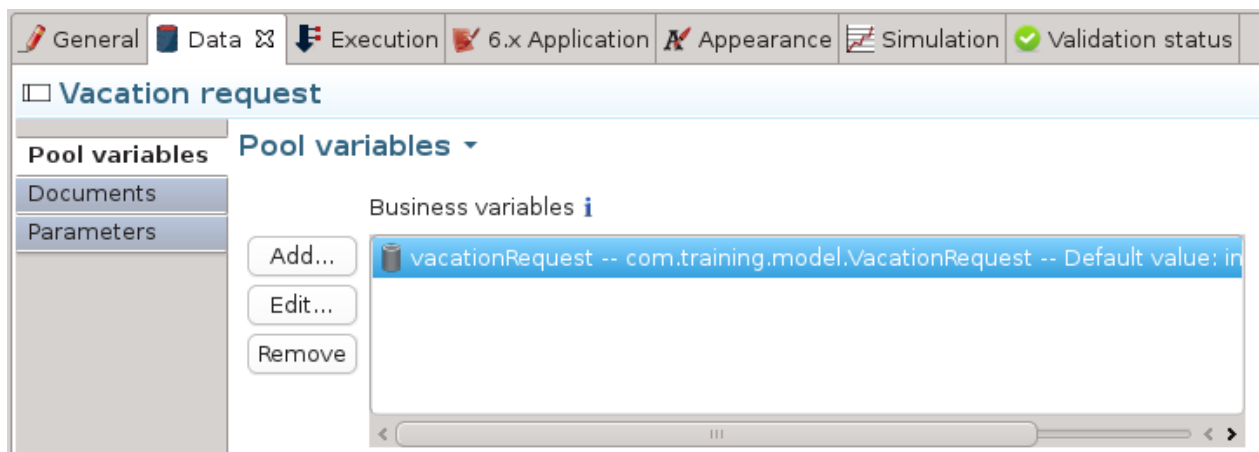 General Data Execution 6.x Application Appearance Simulation Validation status
Vacation request
Pool variables
Pool variables
Documents
Business variables i
Parameters
Add...
vacationRequest -- com.training.model.VacationRequest -- Default value: in
Edit...
Remove